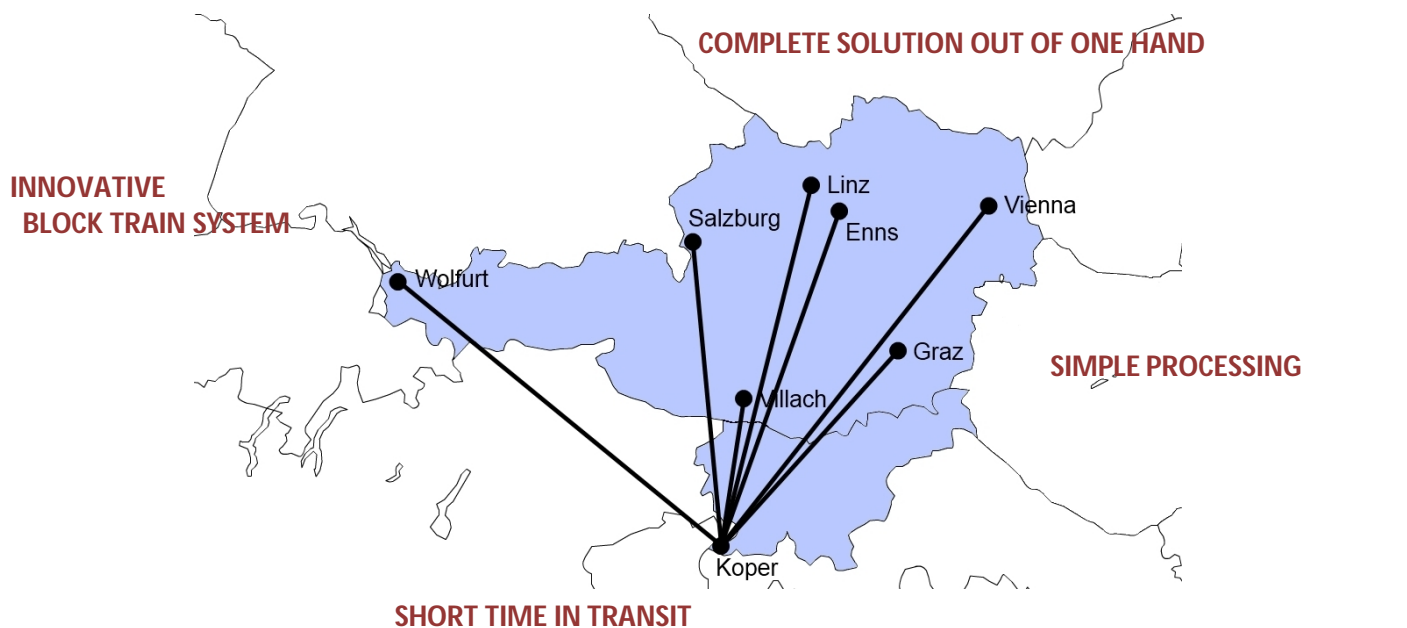 COMPLETE SOLUTION OUT OF ONE HAND
INNOVATIVE
BLOCK TRAIN SYSTEM
Linz
Vienna
Salzburg
Enns
Wolfurt
Graz
SIMPLE PROCESSING
Villach
Koper
SHORT TIME IN TRANSIT